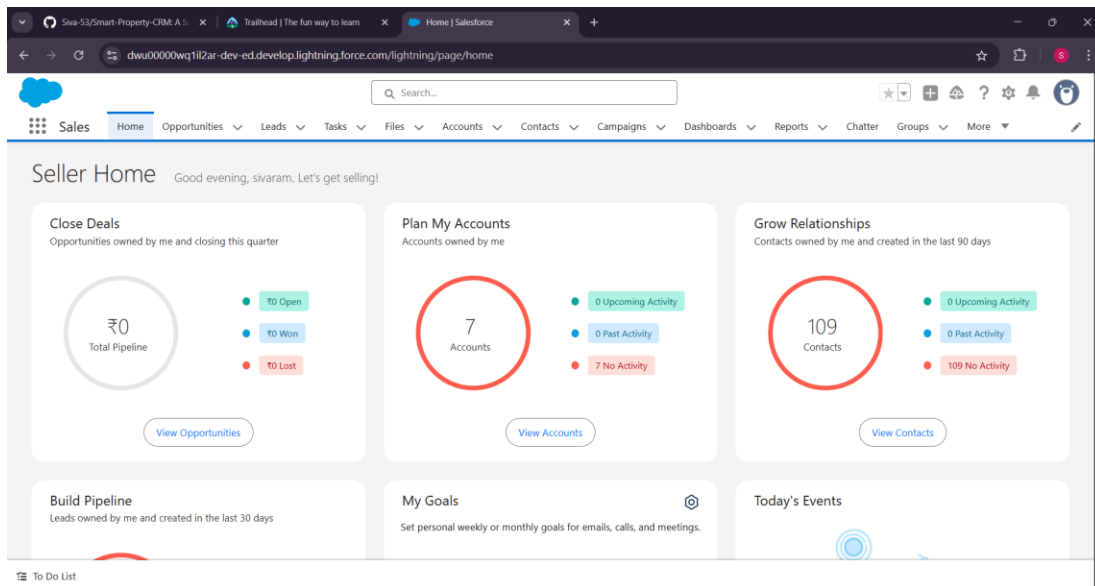 Siva-53/Smart-Property-CRM: A S
Trailhead | The fun way to learn
Home | Salesforce
dwu00000wq1il2ar-dev-ed.develop.lightning.force.com/lightning/page/home
S
Search...
Sales
Home
Opportunities
Leads
Tasks
Files
Accounts
Contacts
Campaigns
Dashboards
Reports
Chatter
Groups
More
Seller Home
Good evening, sivaram. Let's get selling!
Close Deals
Opportunities owned by me and closing this quarter
₹0
Total Pipeline
₹0 Open
₹0 Won
₹0 Lost
View Opportunities
Plan My Accounts
Accounts owned by me
7
Accounts
0 Upcoming Activity
0 Past Activity
7 No Activity
View Accounts
Grow Relationships
Contacts owned by me and created in the last 90 days
109
Contacts
0 Upcoming Activity
0 Past Activity
109 No Activity
View Contacts
Build Pipeline
Leads owned by me and created in the last 30 days
My Goals
Set personal weekly or monthly goals for emails, calls, and meetings.
Today's Events
To Do List